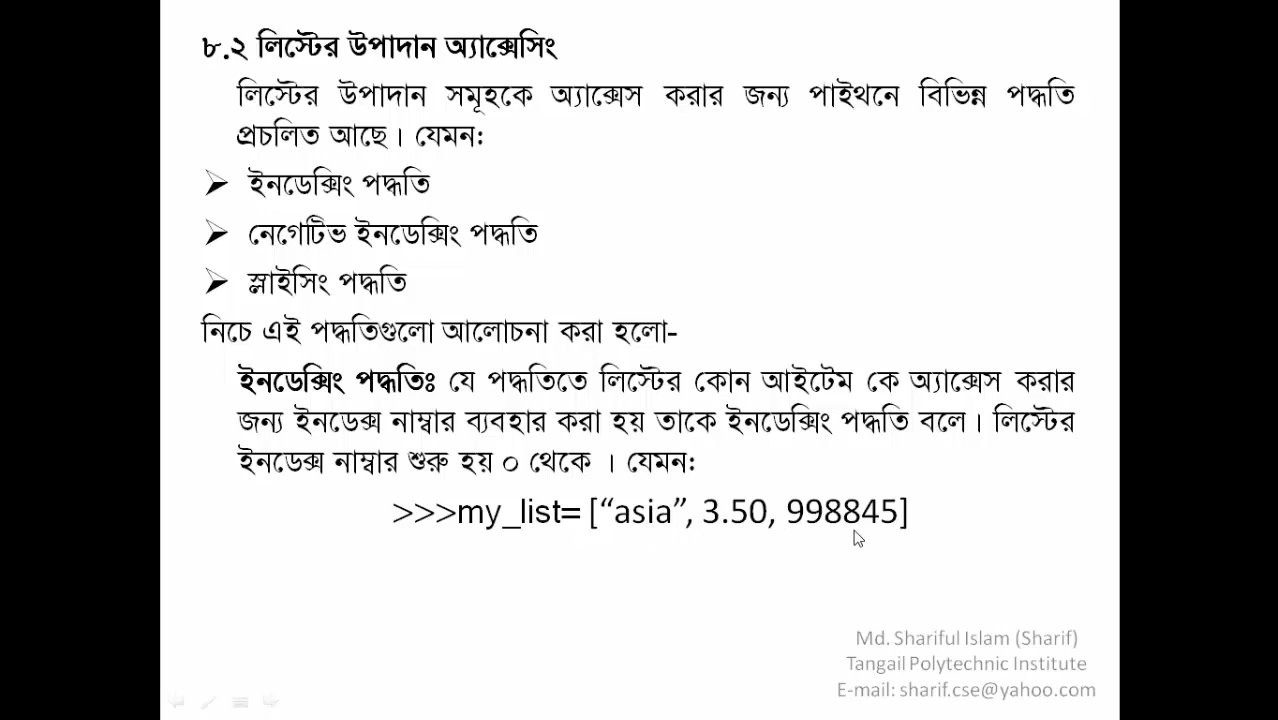 ৮.২ লিস্টের উপাদান অ্যাক্সেসিং
লিস্টের উপাদান সমূহকে অ্যাক্সেস করার জন্য পাইথনে বিভিন্ন পদ্ধতি
প্রচলিত আছে। যেমন:
➢ ইনডেক্সিং পদ্ধতি
➢ নেগেটিভ ইনডেক্সিং পদ্ধতি
➢ স্লাইসিং পদ্ধতি
নিচে এই পদ্ধতিগুলো আলোচনা করা হলো-
ইনডেক্সিং পদ্ধতিঃ যে পদ্ধতিতে লিস্টের কোন আইটেম কে অ্যাক্সেস করার
জন্য ইনডেক্স নাম্বার ব্যবহার করা হয় তাকে ইনডেক্সিং পদ্ধতি বলে। লিস্টের
ইনডেক্স নাম্বার শুরু হয় ০ থেকে । যেমন:
>>>my_list= [“asia”, 3.50, 998845]
Md. Shariful Islam (Sharif)
Tangail Polytechnic Institute
E-mail: sharif.cse@yahoo.com